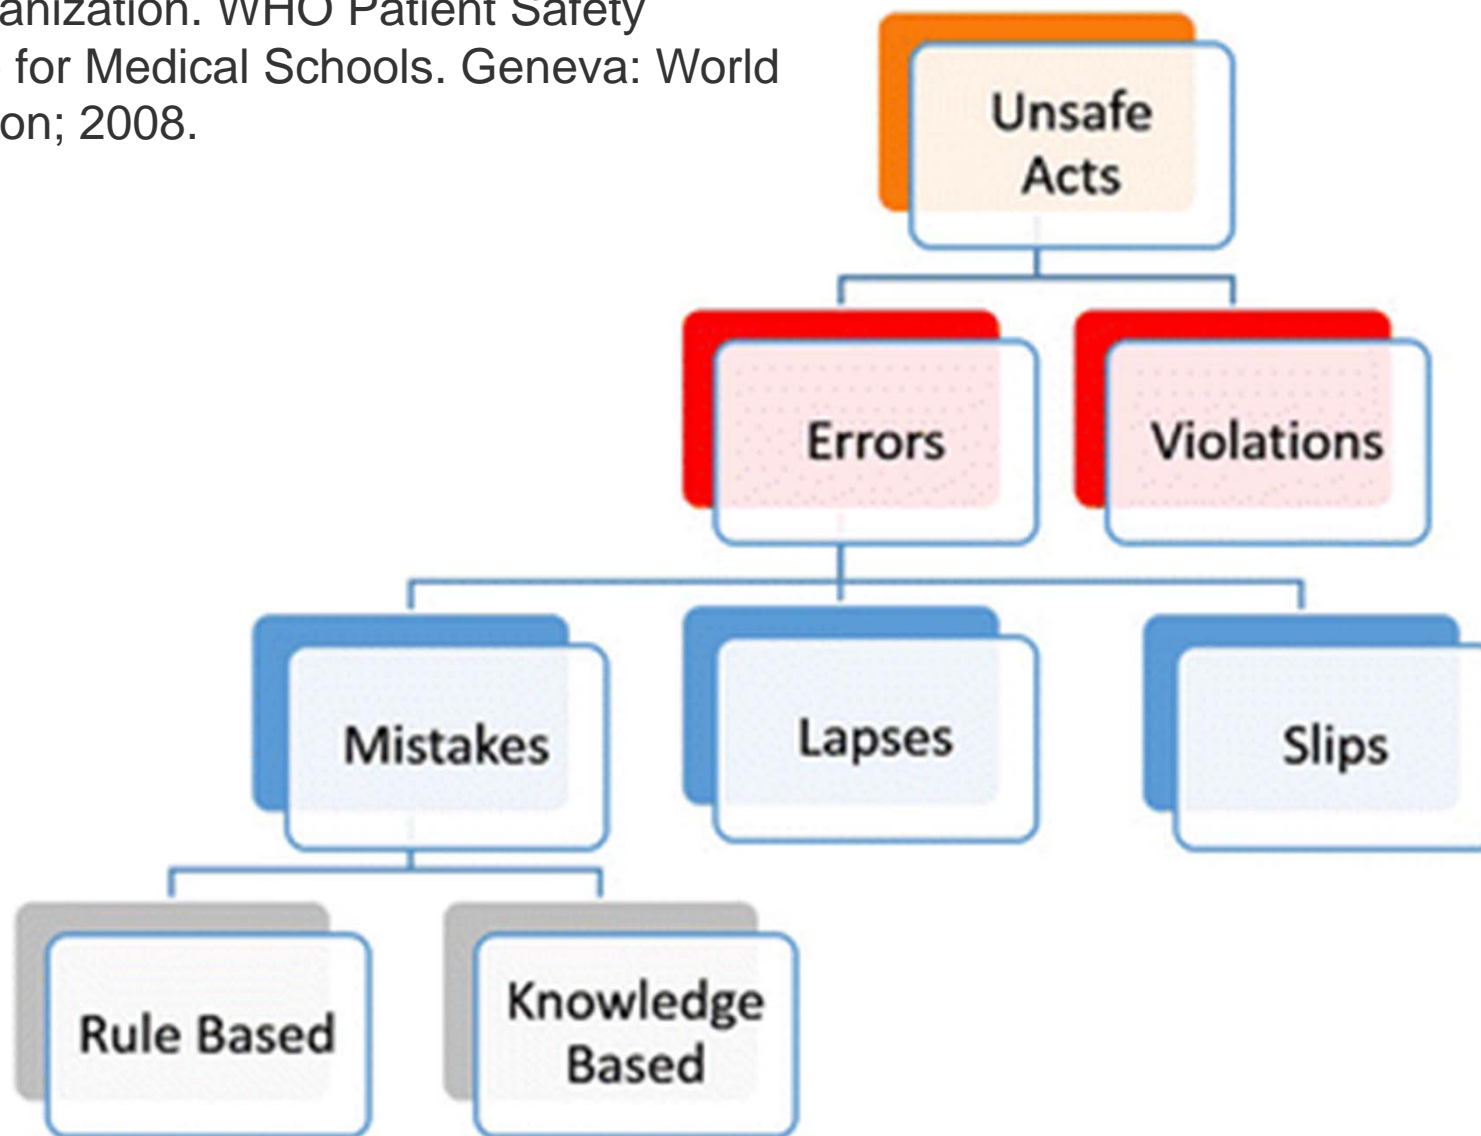 anization. WHO Patient Safety
for Medical Schools. Geneva: World
on; 2008.
Unsafe
Acts
Errors
Violations
Mistakes
Lapses
Slips
Rule Based
Knowledge
Based